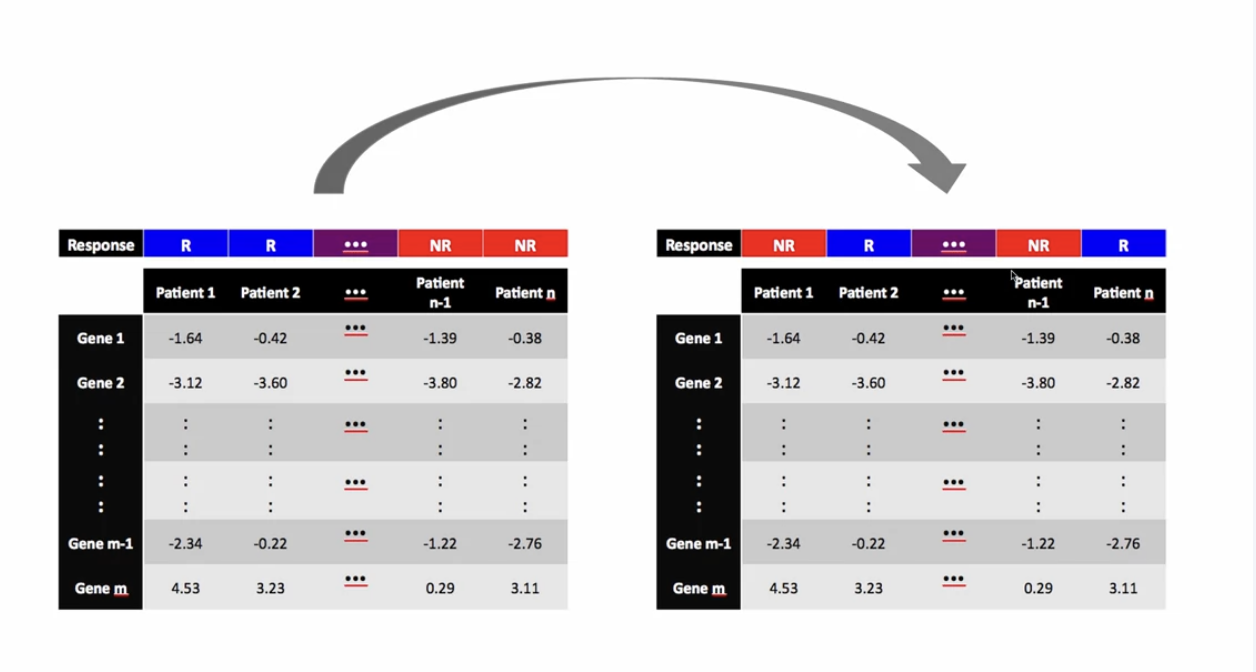 Response R R ... NR NR
Patient 1 Patient 2 ... Patient n-1 Patient n
Gene 1 -1.64 -0.42 ... -1.39 -0.38
Gene 2 -3.12 -3.60 ... -3.80 -2.82
: : : ... : :
: : : : :
: : : ... : :
: : : : :
Gene m-1 -2.34 -0.22 ... -1.22 -2.76
Gene m 4.53 3.23 ... 0.29 3.11
Response NR R ... NR R
Patient 1 Patient 2 ... Patient n-1 Patient n
Gene 1 -1.64 -0.42 ... -1.39 -0.38
Gene 2 -3.12 -3.60 ... -3.80 -2.82
: : : ... : :
: : : : :
: : : ... : :
: : : : :
Gene m-1 -2.34 -0.22 ... -1.22 -2.76
Gene m 4.53 3.23 ... 0.29 3.11